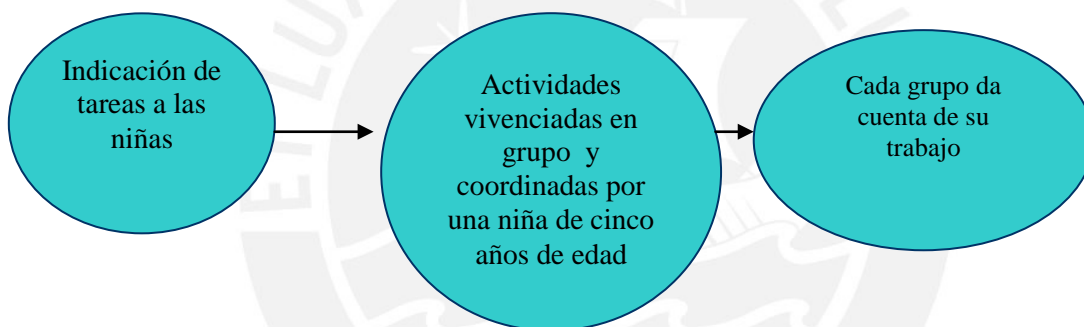 Indicación de
tareas a las
niñas
Actividades
vivenciadas en
grupo y
coordinadas por
una niña de cinco
años de edad
Cada grupo da
cuenta de su
trabajo